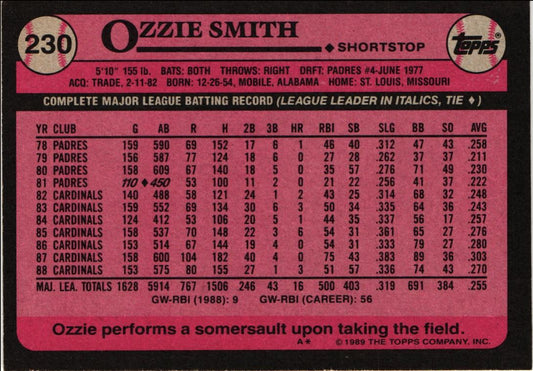 230
OZZIE SMITH
♦ SHORTSTOP
topps
5'10" 155 lb. BATS: BOTH THROWS: RIGHT DRFT: PADRES #4-JUNE 1977
ACQ: TRADE, 2-11-82 BORN: 12-26-54, MOBILE, ALABAMA HOME: ST. LOUIS, MISSOURI
COMPLETE MAJOR LEAGUE BATTING RECORD (LEAGUE LEADER IN ITALICS, TIE ♦)
YR CLUB G AB R H 2B 3B HR RBI SB SLG BB SO AVG
78 PADRES 159 590 69 152 17 6 1 46 40 .312 47 43 .258
79 PADRES 156 587 77 124 18 6 0 27 28 .262 37 37 .211
80 PADRES 158 609 67 140 18 5 0 35 57 .276 71 49 .230
81 PADRES 110 ♦450 53 100 11 2 0 21 22 .256 41 37 .222
82 CARDINALS 140 488 58 121 24 1 2 43 25 .314 68 32 .248
83 CARDINALS 159 552 69 134 30 6 3 50 34 .335 64 36 .243
84 CARDINALS 124 412 53 106 20 5 1 44 35 .337 56 17 .257
85 CARDINALS 158 537 70 148 22 3 6 54 31 .361 65 27 .276
86 CARDINALS 153 514 67 144 19 4 0 54 31 .333 79 27 .280
87 CARDINALS 158 600 104 182 40 4 0 75 43 .383 89 36 .303
88 CARDINALS 153 575 80 155 27 1 3 51 57 .336 74 43 .270
MAJ. LEA. TOTALS 1628 5914 767 1506 246 43 16 500 403 .319 691 384 .255
GW-RBI (1988): 9 GW-RBI (CAREER): 56
Ozzie performs a somersault upon taking the field.
A* © 1989 THE TOPPS COMPANY, INC.